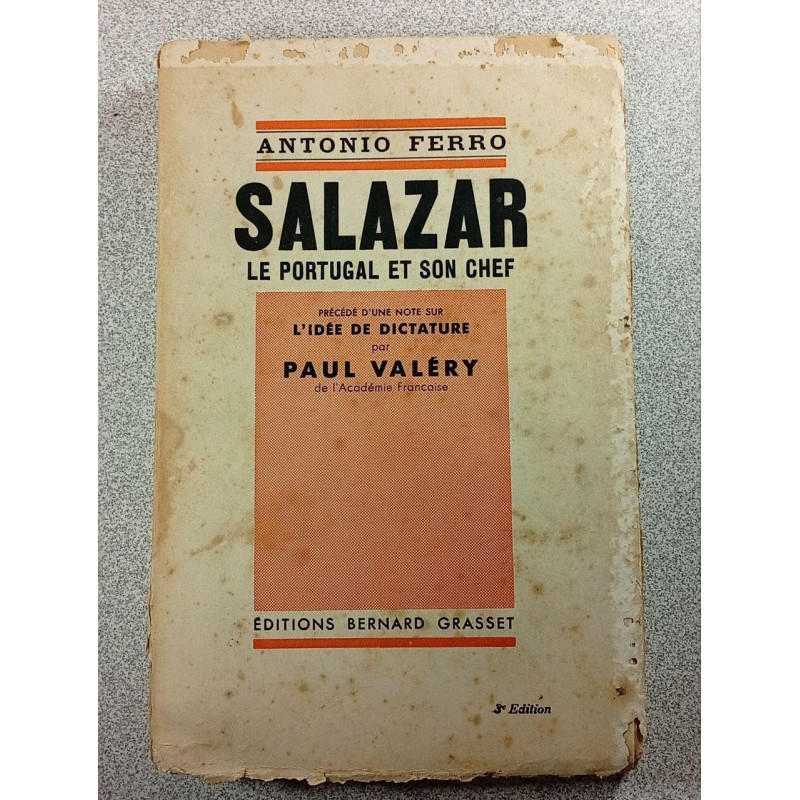 ANTONIO FERRO
SALAZAR
LE PORTUGAL ET SON CHEF
PRÉCÉDÉ D'UNE NOTE SUR
L'IDÉE DE DICTATURE
par
PAUL VALÉRY
de l'Académie Francaise
ÉDITIONS BERNARD GRASSET
3e Edition